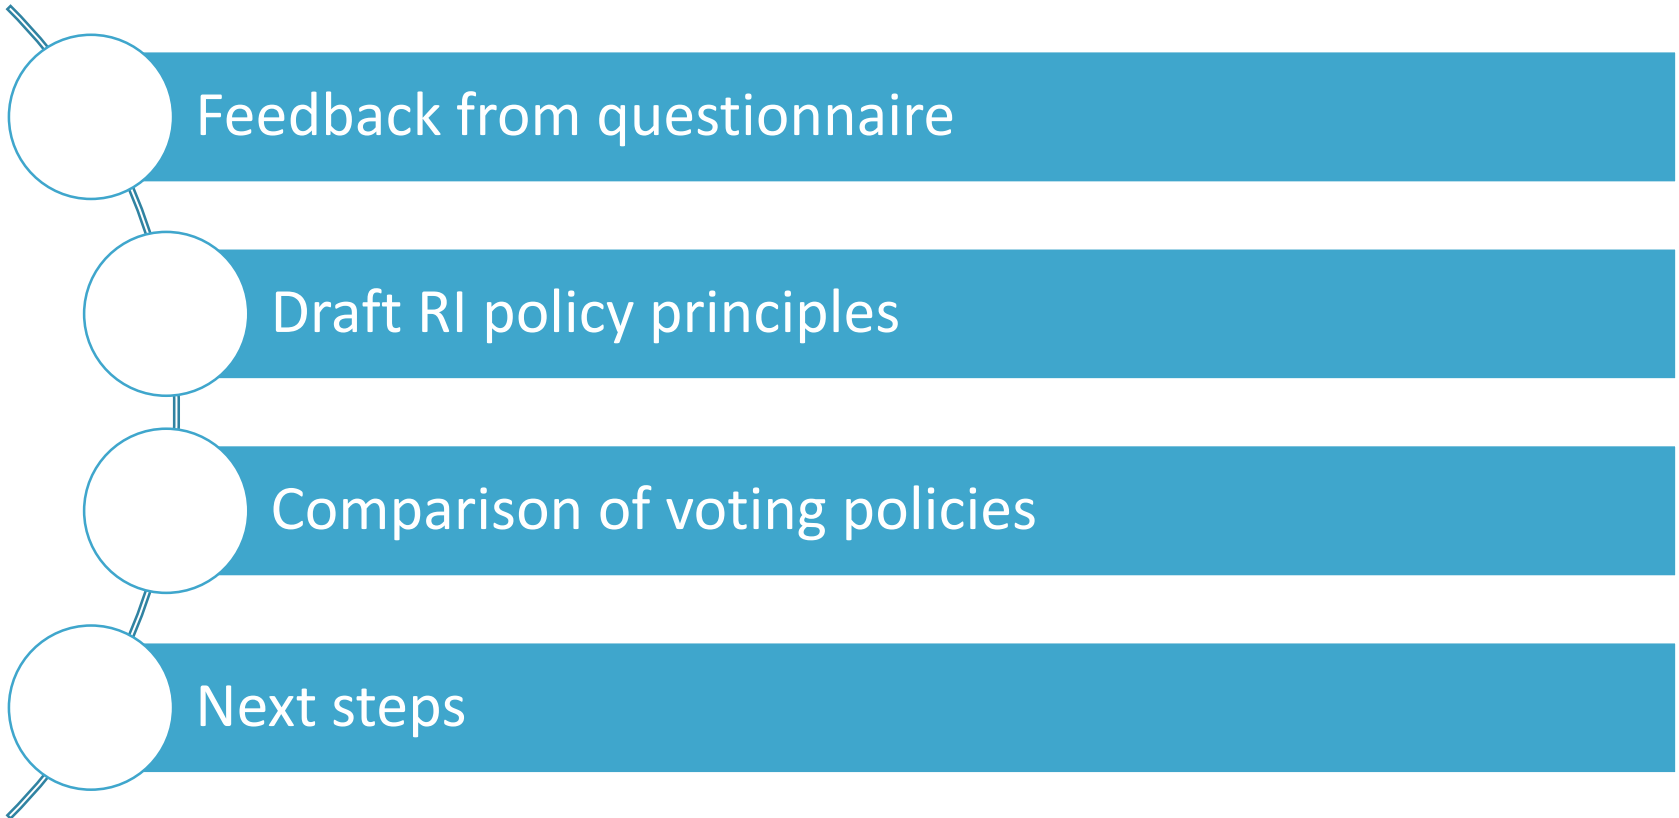 Feedback from questionnaire
Draft RI policy principles
Comparison of voting policies
Next steps